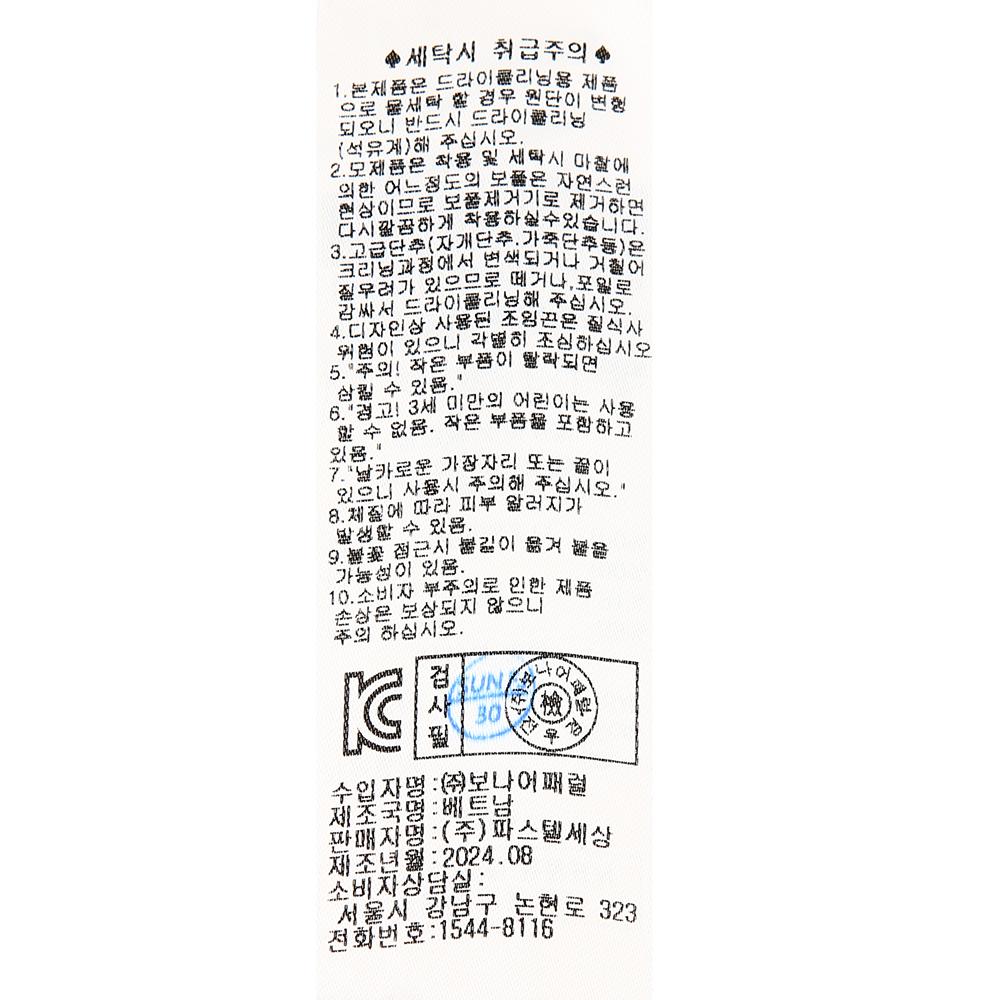 ♠세탁시 취급주의♠
1.본제품은 드라이클리닝용 제품
으로 물세탁 할 경우 원단이 변형
되오니 반드시 드라이클리닝
(석유계)해 주십시오.
2.모제품은 착용 및 세탁시 마찰에
의한 어느정도의 보풀은 자연스런
현상이므로 보풀제거기로 제거하면
다시깔끔하게 착용하실수있습니다.
3.고급단추(자개단추,가죽단추등)은
크리닝과정에서 변색되거나 거칠어
질우려가 있으므로 떼거나,포일로
감싸서 드라이클리닝해 주십시오.
4.디자인상 사용된 조임끈은 질식사
위험이 있으니 각별히 조심하십시오
5."주의! 작은 부품이 탈락되면
삼킬 수 있음."
6."경고! 3세 미만의 어린이는 사용
할 수 없음. 작은 부품을 포함하고
있음."
7."날카로운 가장자리 또는 끝이
있으니 사용시 주의해 주십시오."
8.체질에 따라 피부 알러지가
발생할 수 있음.
9.불꽃 접근시 불길이 옮겨 붙을
가능성이 있음.
10.소비자 부주의로 인한 제품
손상은 보상되지 않으니
주의 하십시오.
검사필
30
檢
수입자명:㈜보나어패럴
제조국명:베트남
판매자명:(주)파스텔세상
제조년월:2024.08
소비자상담실:
서울시 강남구 논현로 323
전화번호:1544-8116